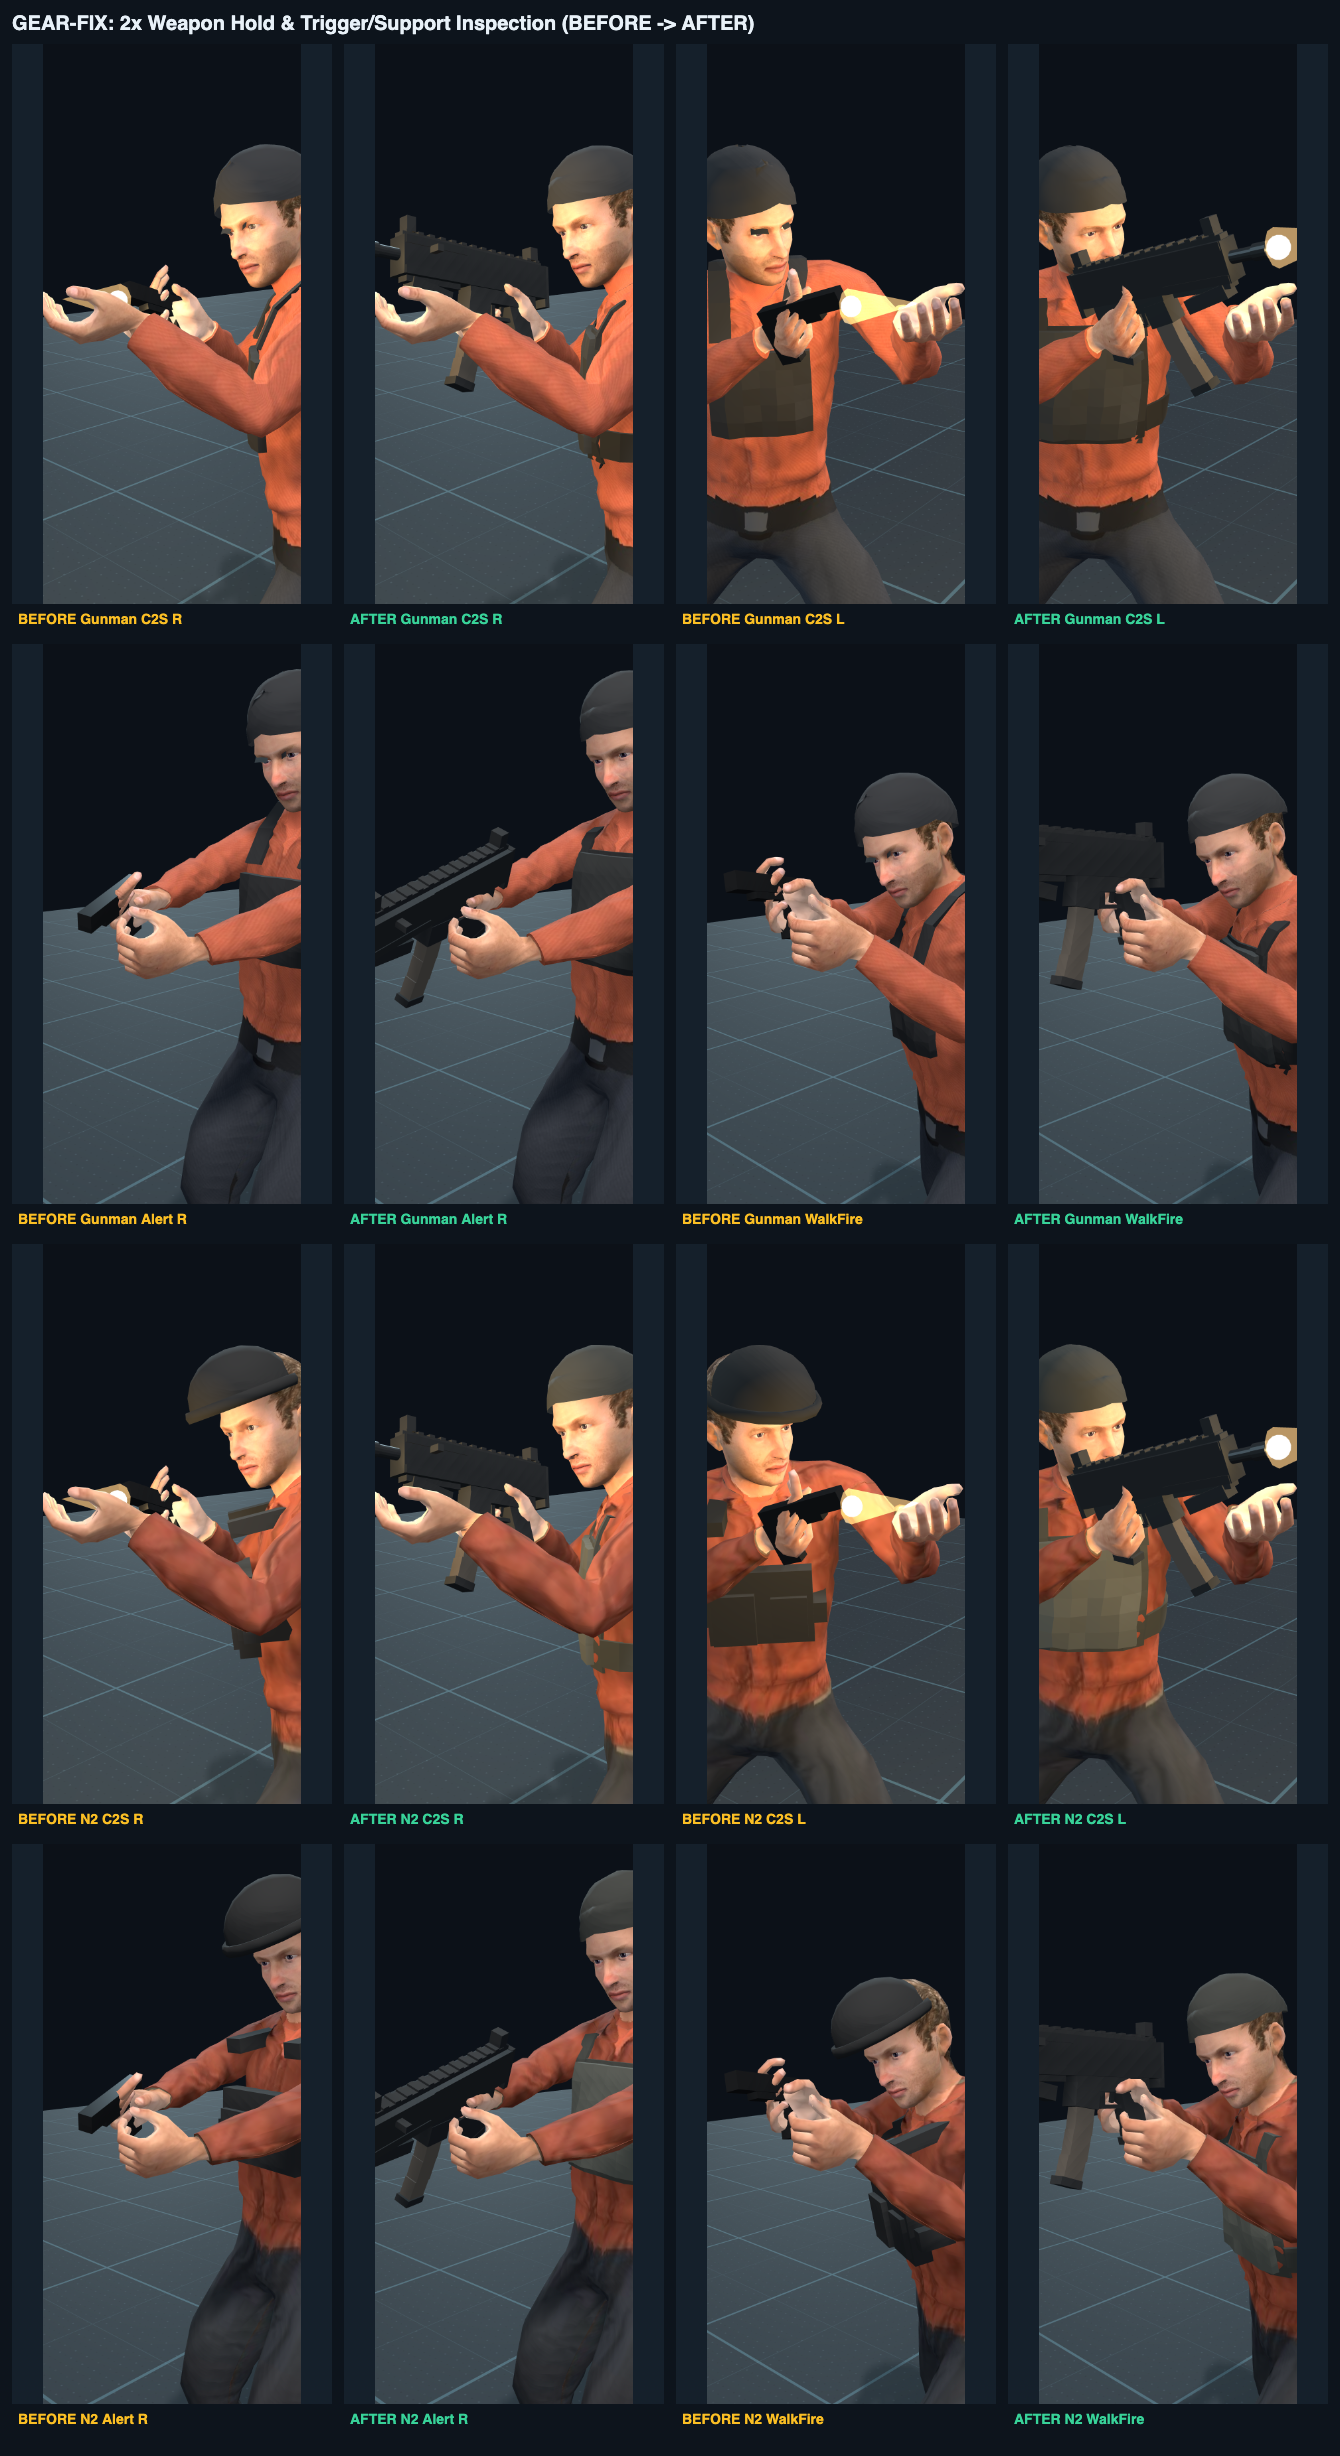 GEAR-FIX: 2x Weapon Hold & Trigger/Support Inspection (BEFORE -> AFTER)
BEFORE Gunman C2S R
AFTER Gunman C2S R
BEFORE Gunman C2S L
AFTER Gunman C2S L
BEFORE Gunman Alert R
AFTER Gunman Alert R
BEFORE Gunman WalkFire
AFTER Gunman WalkFire
BEFORE N2 C2S R
AFTER N2 C2S R
BEFORE N2 C2S L
AFTER N2 C2S L
BEFORE N2 Alert R
AFTER N2 Alert R
BEFORE N2 WalkFire
AFTER N2 WalkFire